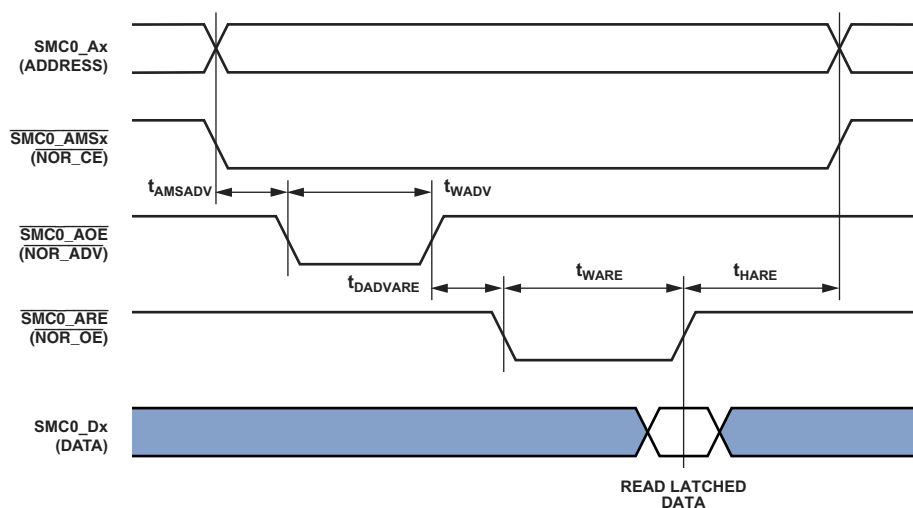 SMC0_Ax
(ADDRESS)
SMC0_AMSx
(NOR_CE)
tAMSADV
tWADV
SMC0_AOE
(NOR_ADV)
tDADVARE
tWARE
tHARE
SMC0_ARE
(NOR_OE)
SMC0_Dx
(DATA)
READ LATCHED
DATA